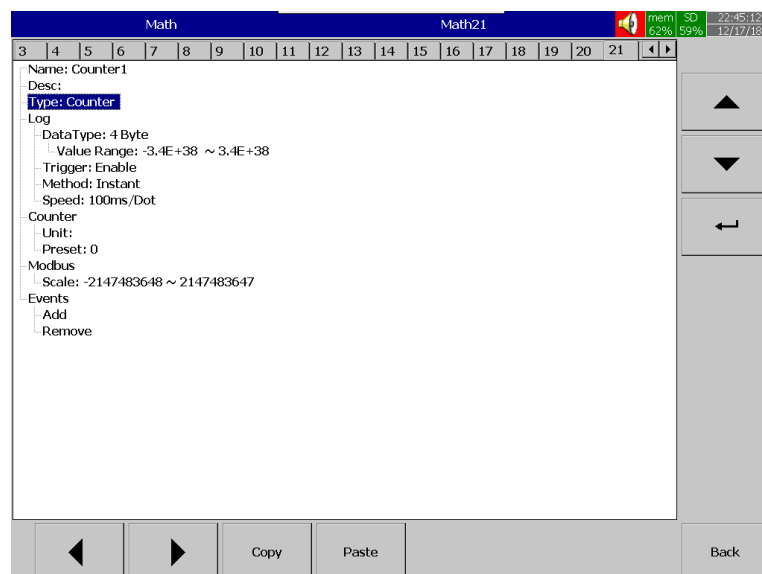 Math Math21 mem SD 22:45:12
62% 59% 12/17/18
3 4 5 6 7 8 9 10 11 12 13 14 15 16 17 18 19 20 21
Name: Counter1
Desc:
Type: Counter
Log
DataType: 4 Byte
Value Range: -3.4E+38 ~ 3.4E+38
Trigger: Enable
Method: Instant
Speed: 100ms/Dot
Counter
Unit:
Preset: 0
Modbus
Scale: -2147483648 ~ 2147483647
Events
Add
Remove
Copy Paste Back